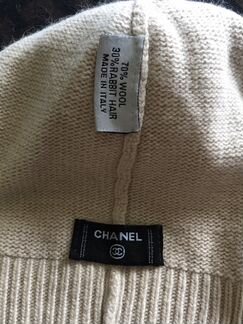 70% WOOL
30% RABBIT HAIR
MADE IN ITALY
CHANEL